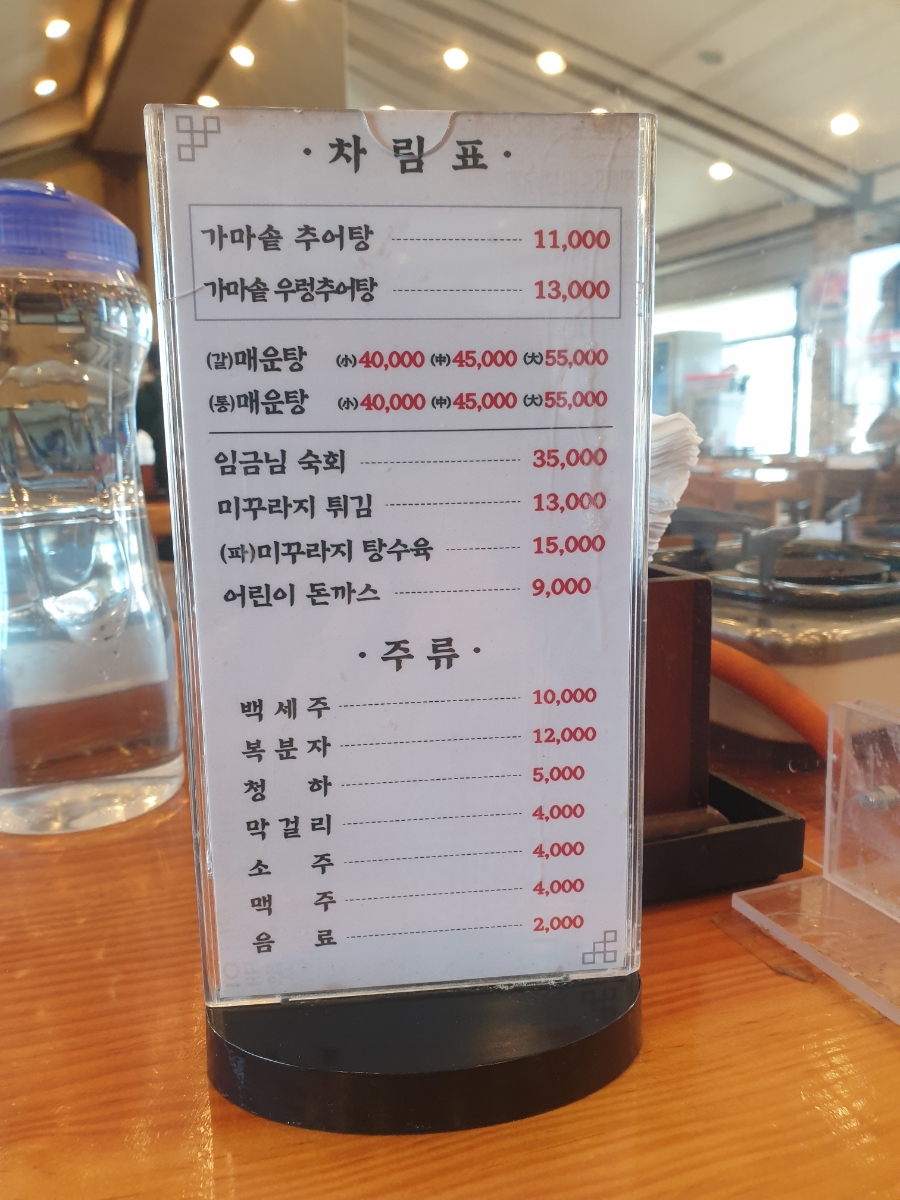 · 차 림 표 ·
가마솥 추어탕 11,000
가마솥 우렁추어탕 13,000
(갈)매운탕 (小)40,000 (中)45,000 (大)55,000
(통)매운탕 (小)40,000 (中)45,000 (大)55,000
임금님 숙회 35,000
미꾸라지 튀김 13,000
(파)미꾸라지 탕수육 15,000
어린이 돈까스 9,000
· 주 류 ·
백 세 주 10,000
복 분 자 12,000
청 하 5,000
막 걸 리 4,000
소 주 4,000
맥 주 4,000
음 료 2,000